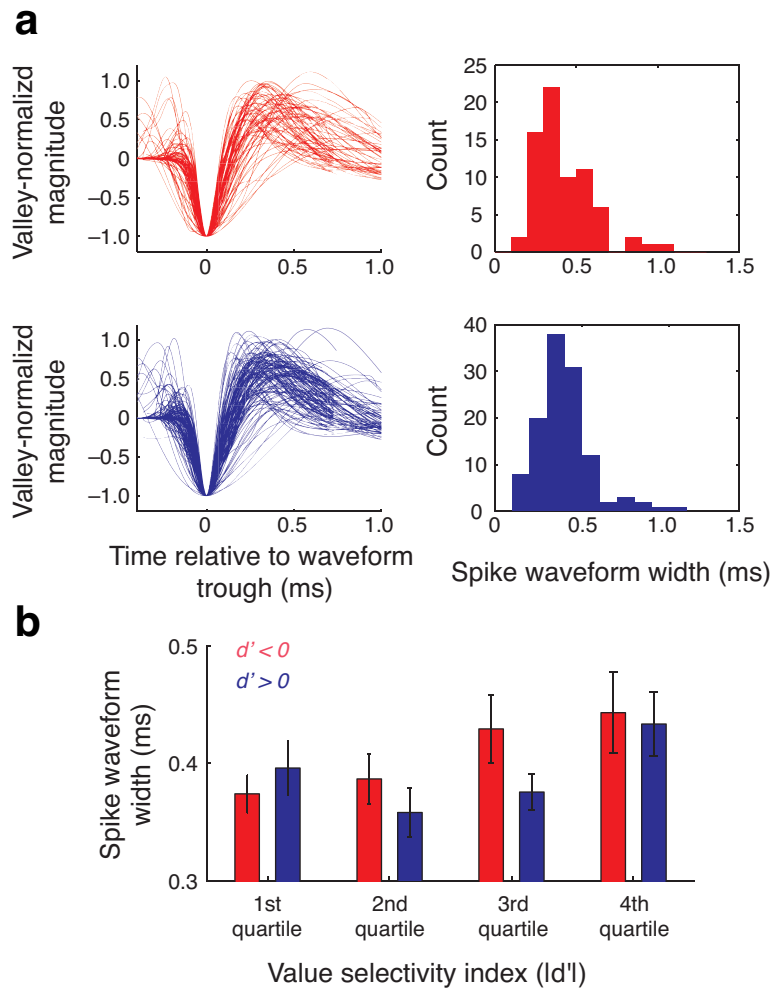 a
Valley-normalizd
magnitude
1.0
0.5
0
−0.5
−1.0
0
0.5
1.0
Count
25
20
15
10
5
0
0
0.5
1.0
1.5
Valley-normalizd
magnitude
1.0
0.5
0
−0.5
−1.0
0
0.5
1.0
Time relative to waveform
trough (ms)
Count
40
30
20
10
0
0
0.5
1.0
1.5
Spike waveform width (ms)
b
Spike waveform
width (ms)
0.5
0.4
0.3
d' < 0
d' > 0
1st
quartile
2nd
quartile
3rd
quartile
4th
quartile
Value selectivity index (|d'|)